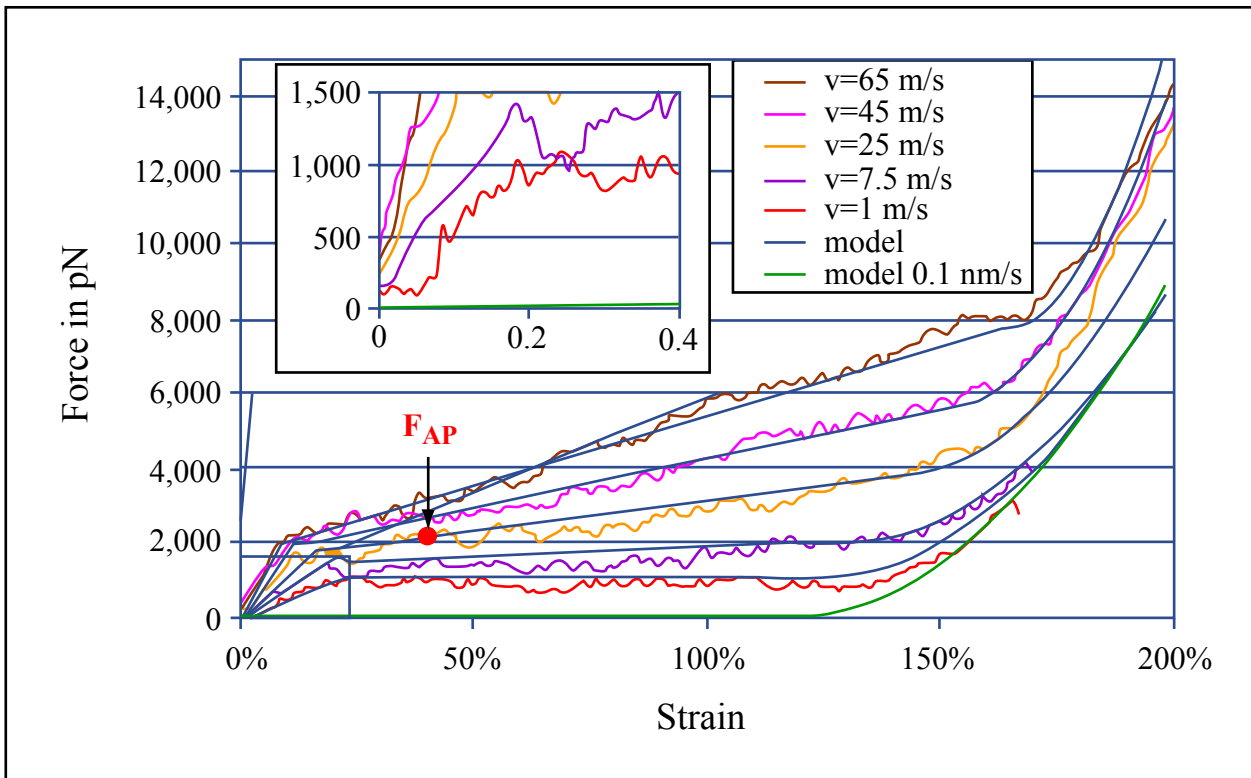 1,500
1,000
500
0
0
0.2
0.4
v=65 m/s
v=45 m/s
v=25 m/s
v=7.5 m/s
v=1 m/s
model
model 0.1 nm/s
Force in pN
14,000
12,000
10,000
8,000
6,000
4,000
2,000
0
FAP
0%
50%
100%
150%
200%
Strain